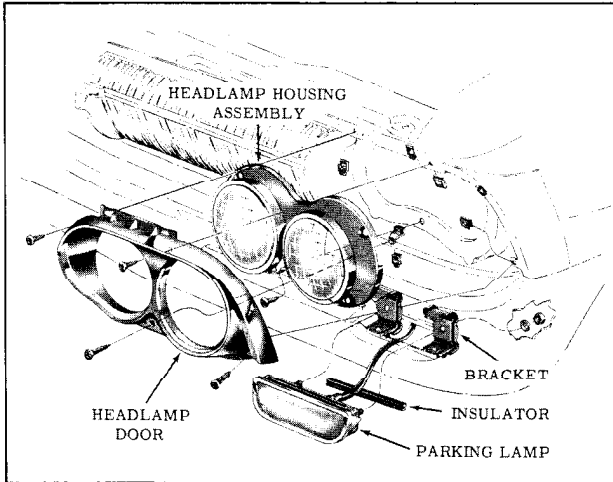 HEADLAMP HOUSING
ASSEMBLY
BRACKET
INSULATOR
PARKING LAMP
HEADLAMP
DOOR